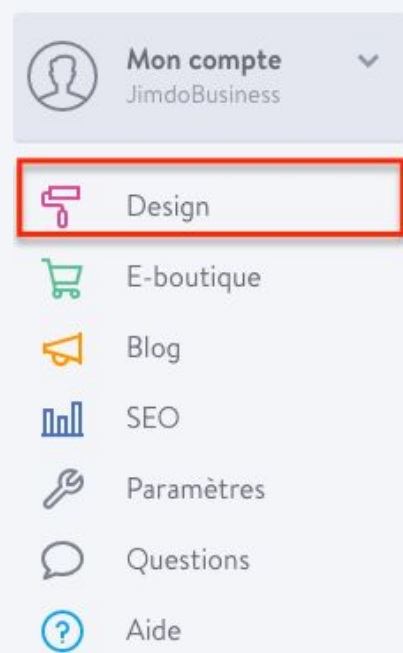 Mon compte
JimdoBusiness
Design
E-boutique
Blog
SEO
Paramètres
Questions
Aide